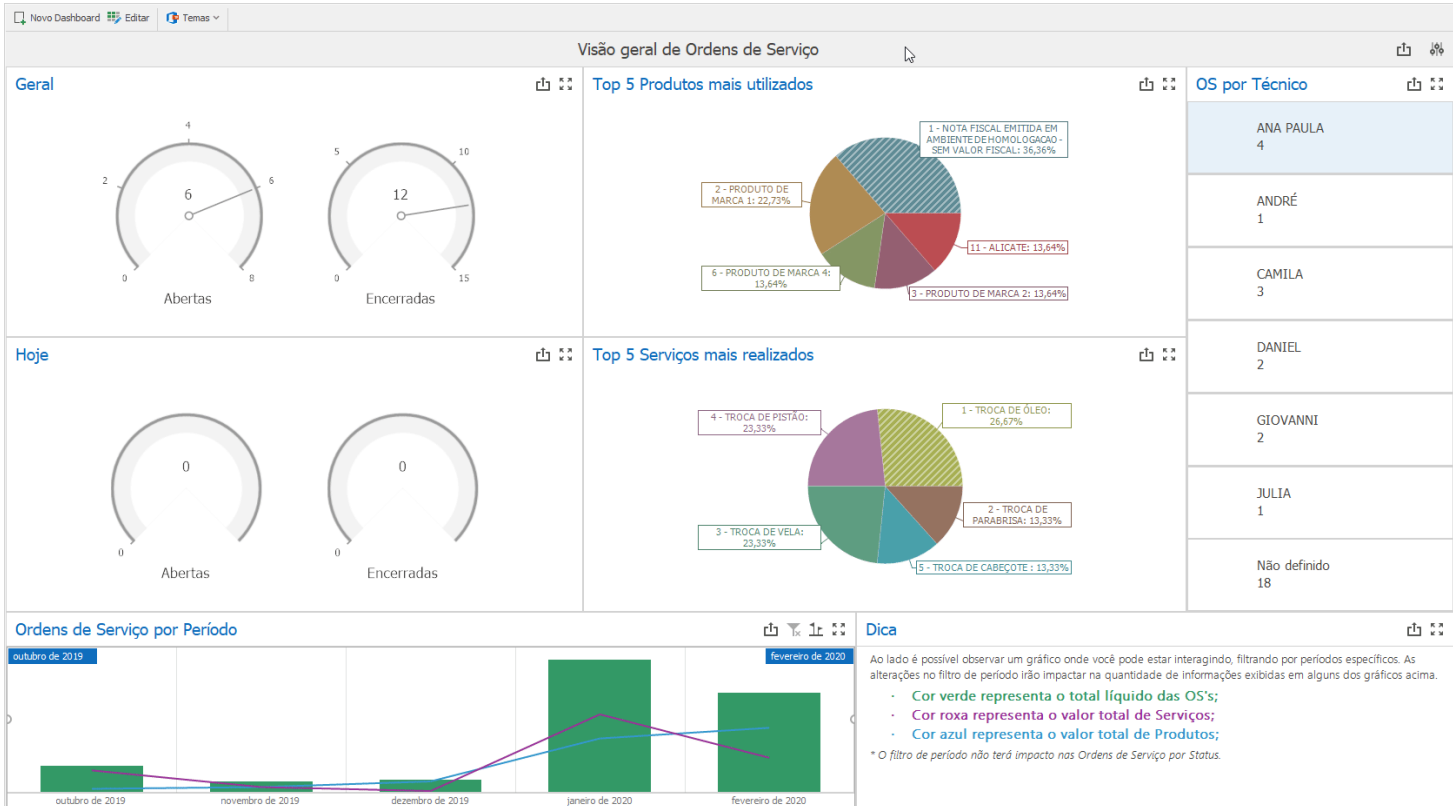 Novo Dashboard Editar Temas
Visão geral de Ordens de Serviço
Geral
4
2
6
6
0
8
Abertas
5
10
12
0
15
Encerradas
Top 5 Produtos mais utilizados
1 - NOTA FISCAL EMITIDA EM
AMBIENTE DE HOMOLOGACAO -
SEM VALOR FISCAL: 36,36%
2 - PRODUTO DE
MARCA 1: 22,73%
11 - ALICATE: 13,64%
6 - PRODUTO DE MARCA 4:
13,64%
3 - PRODUTO DE MARCA 2: 13,64%
OS por Técnico
ANA PAULA
4
ANDRÉ
1
CAMILA
3
DANIEL
2
GIOVANNI
2
JULIA
1
Não definido
18
Hoje
0
0
Abertas
0
0
Encerradas
Top 5 Serviços mais realizados
4 - TROCA DE PISTÃO:
23,33%
1 - TROCA DE ÓLEO:
26,67%
2 - TROCA DE
PARABRISA: 13,33%
3 - TROCA DE VELA:
23,33%
5 - TROCA DE CABEÇOTE : 13,33%
Ordens de Serviço por Período
outubro de 2019
fevereiro de 2020
outubro de 2019
novembro de 2019
dezembro de 2019
janeiro de 2020
fevereiro de 2020
Dica
Ao lado é possível observar um gráfico onde você pode estar interagindo, filtrando por períodos específicos. As
alterações no filtro de período irão impactar na quantidade de informações exibidas em alguns dos gráficos acima.
· Cor verde representa o total líquido das OS's;
· Cor roxa representa o valor total de Serviços;
· Cor azul representa o valor total de Produtos;
* O filtro de período não terá impacto nas Ordens de Serviço por Status.